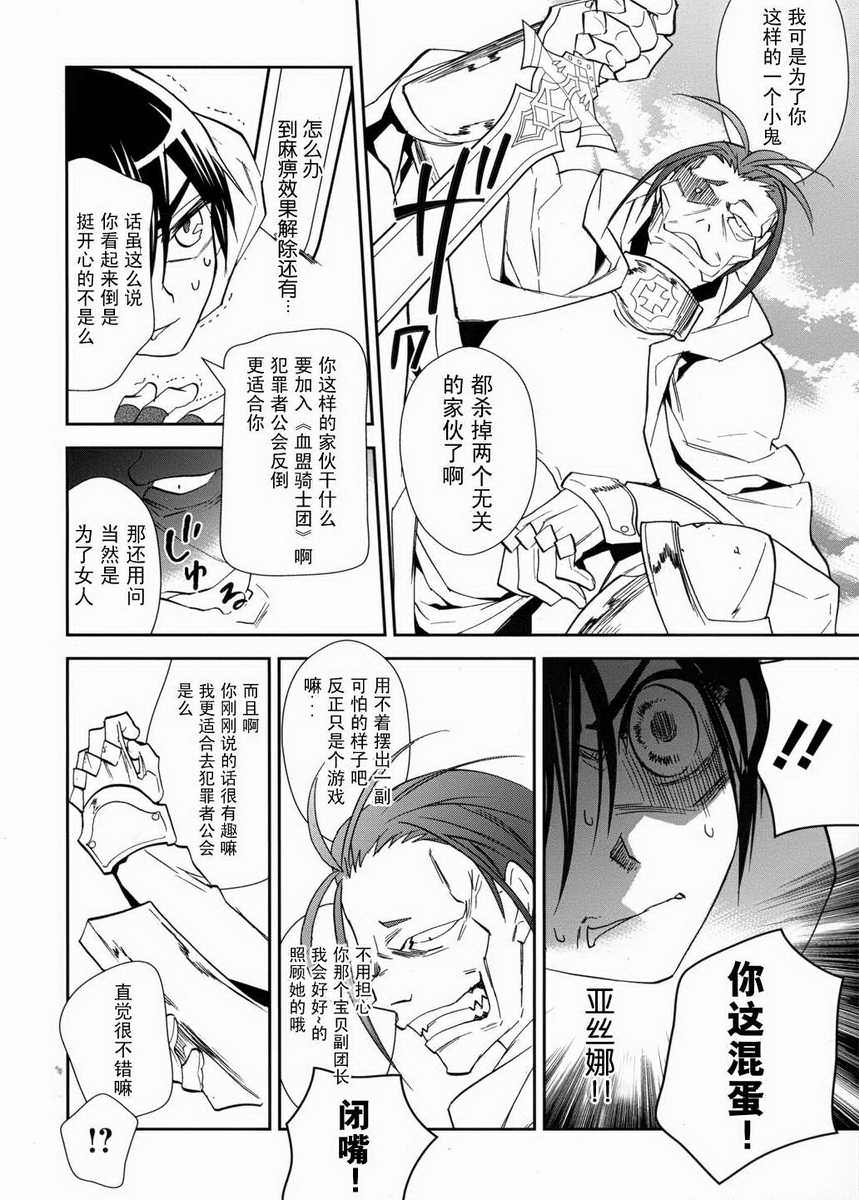 我可是为了你
这样的一个小鬼
都杀掉两个无关
的家伙了啊
ザッ
怎么办
到麻痹效果解除还有…
话虽这么说
你看起来倒是
挺开心的不是么
你这样的家伙干什么
要加入《血盟骑士团》啊
犯罪者公会反倒
更适合你
じゅる
那还用问
当然是
为了女人
!!
你这混蛋！
亚丝娜!!
用不着摆出一副
可怕的样子吧
反正只是个游戏
嘛…
不用担心
你那个宝贝副团长
我会好好~的
照顾她的哦
闭嘴！
而且啊
你刚刚说的话很有趣嘛
我更适合去犯罪者公会
是么
直觉很不错嘛
!?